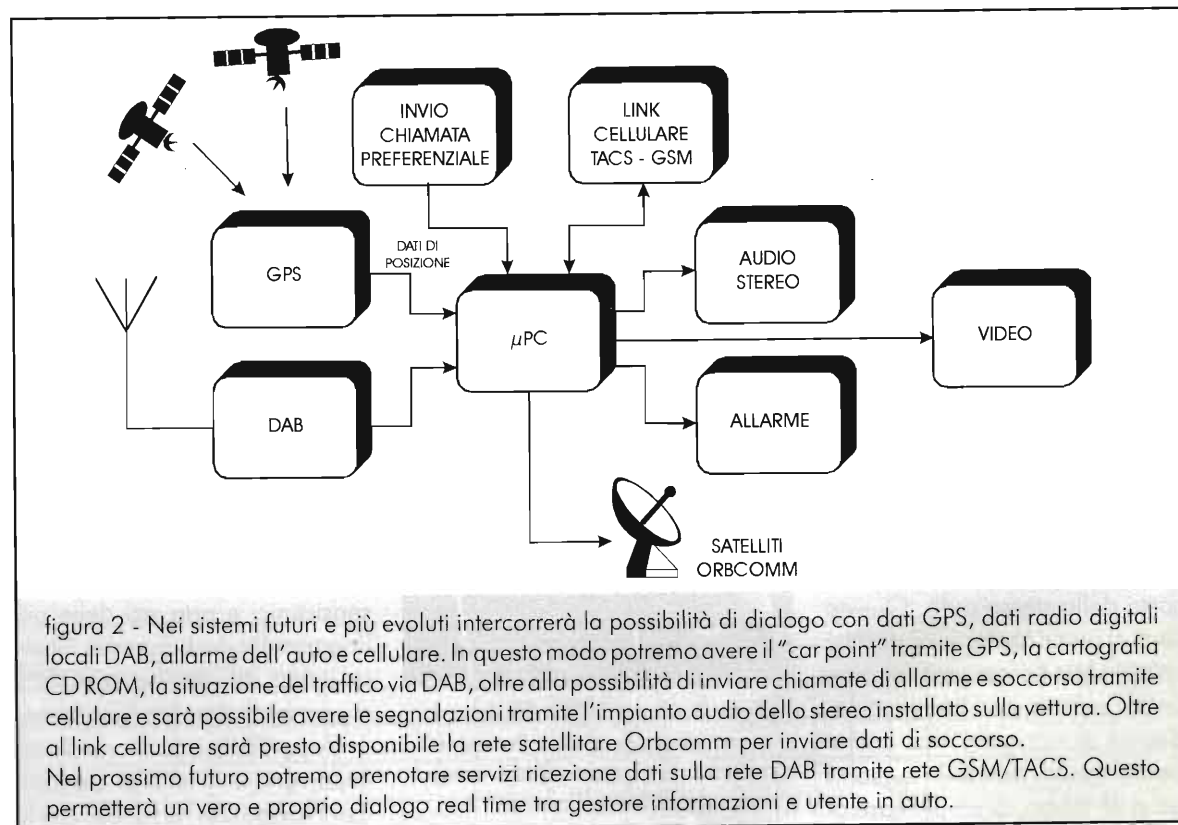 INVIO
CHIAMATA
PREFERENZIALE
LINK
CELLULARE
TACS - GSM
GPS
DATI DI
POSIZIONE
AUDIO
STEREO
µPC
VIDEO
DAB
ALLARME
SATELLITI
ORBCOMM
figura 2 - Nei sistemi futuri e più evoluti intercorrerà la possibilità di dialogo con dati GPS, dati radio digitali
locali DAB, allarme dell'auto e cellulare. In questo modo potremo avere il "car point" tramite GPS, la cartografia
CD ROM, la situazione del traffico via DAB, oltre alla possibilità di inviare chiamate di allarme e soccorso tramite
cellulare e sarà possibile avere le segnalazioni tramite l'impianto audio dello stereo installato sulla vettura. Oltre
al link cellulare sarà presto disponibile la rete satellitare Orbcomm per inviare dati di soccorso.
Nel prossimo futuro potremo prenotare servizi ricezione dati sulla rete DAB tramite rete GSM/TACS. Questo
permetterà un vero e proprio dialogo real time tra gestore informazioni e utente in auto.